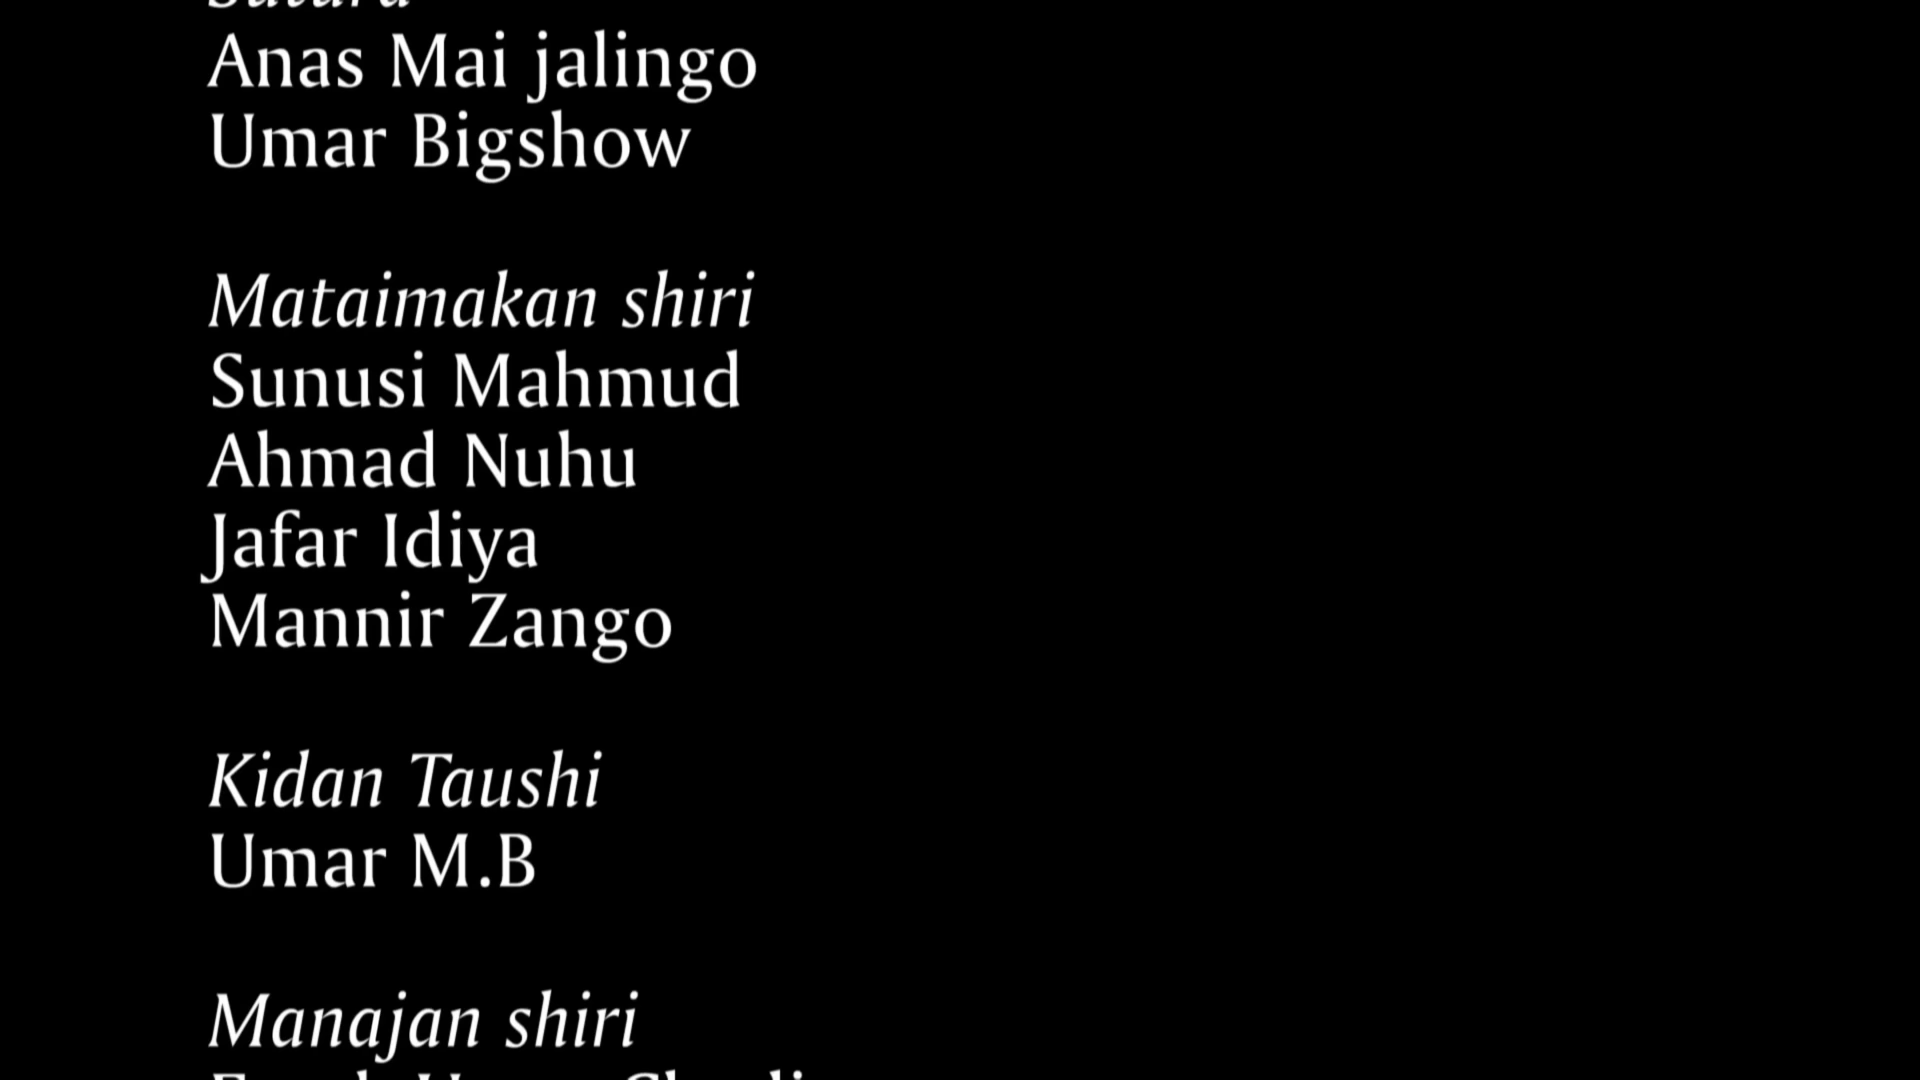 Anas Mai jalingo
Umar Bigshow
Mataimakan shiri
Sunusi Mahmud
Ahmad Nuhu
Jafar Idiya
Mannir Zango
Kidan Taushi
Umar M.B
Manajan shiri